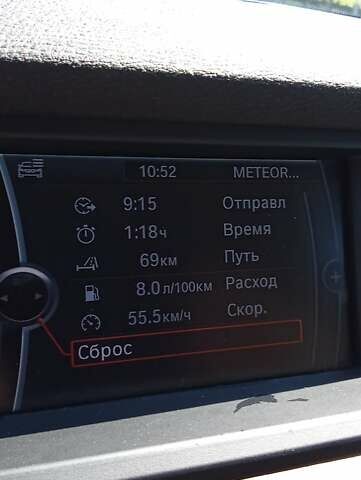 10:52 METEOR...
9:15 Отправл
1:18ч Время
69км Путь
8.0л/100км Расход
55.5км/ч Скор.
Сброс